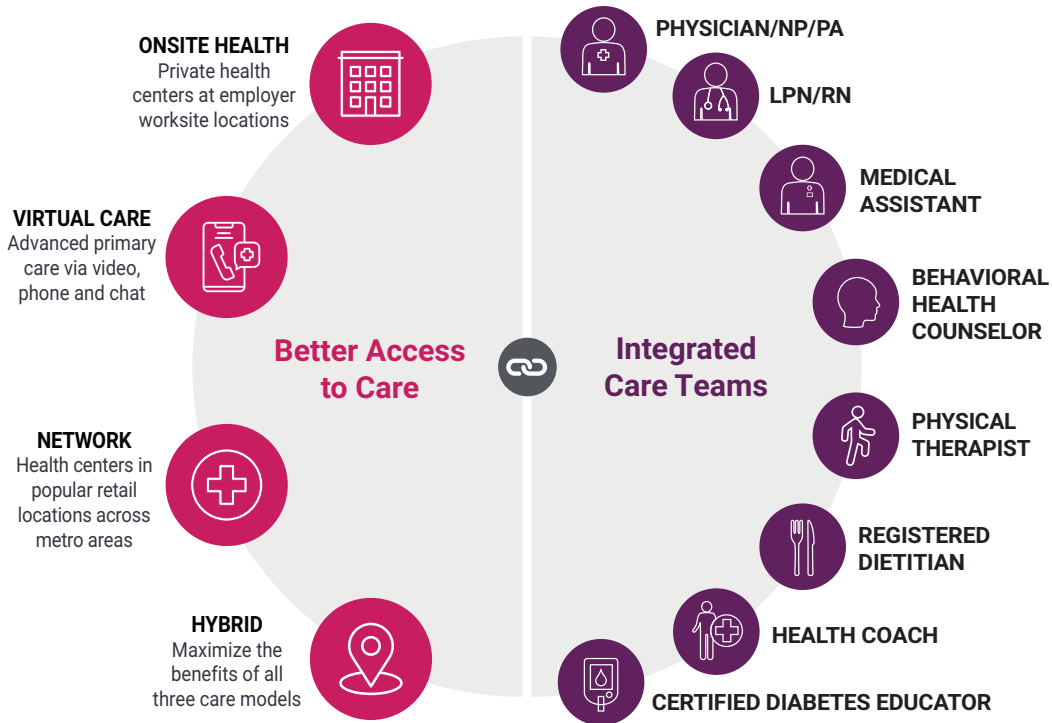 ONSITE HEALTH
Private health
centers at employer
worksite locations
VIRTUAL CARE
Advanced primary
care via video,
phone and chat
NETWORK
Health centers in
popular retail
locations across
metro areas
HYBRID
Maximize the
benefits of all
three care models
Better Access
to Care
Integrated
Care Teams
PHYSICIAN/NP/PA
LPN/RN
MEDICAL
ASSISTANT
BEHAVIORAL
HEALTH
COUNSELOR
PHYSICAL
THERAPIST
REGISTERED
DIETITIAN
HEALTH COACH
CERTIFIED DIABETES EDUCATOR